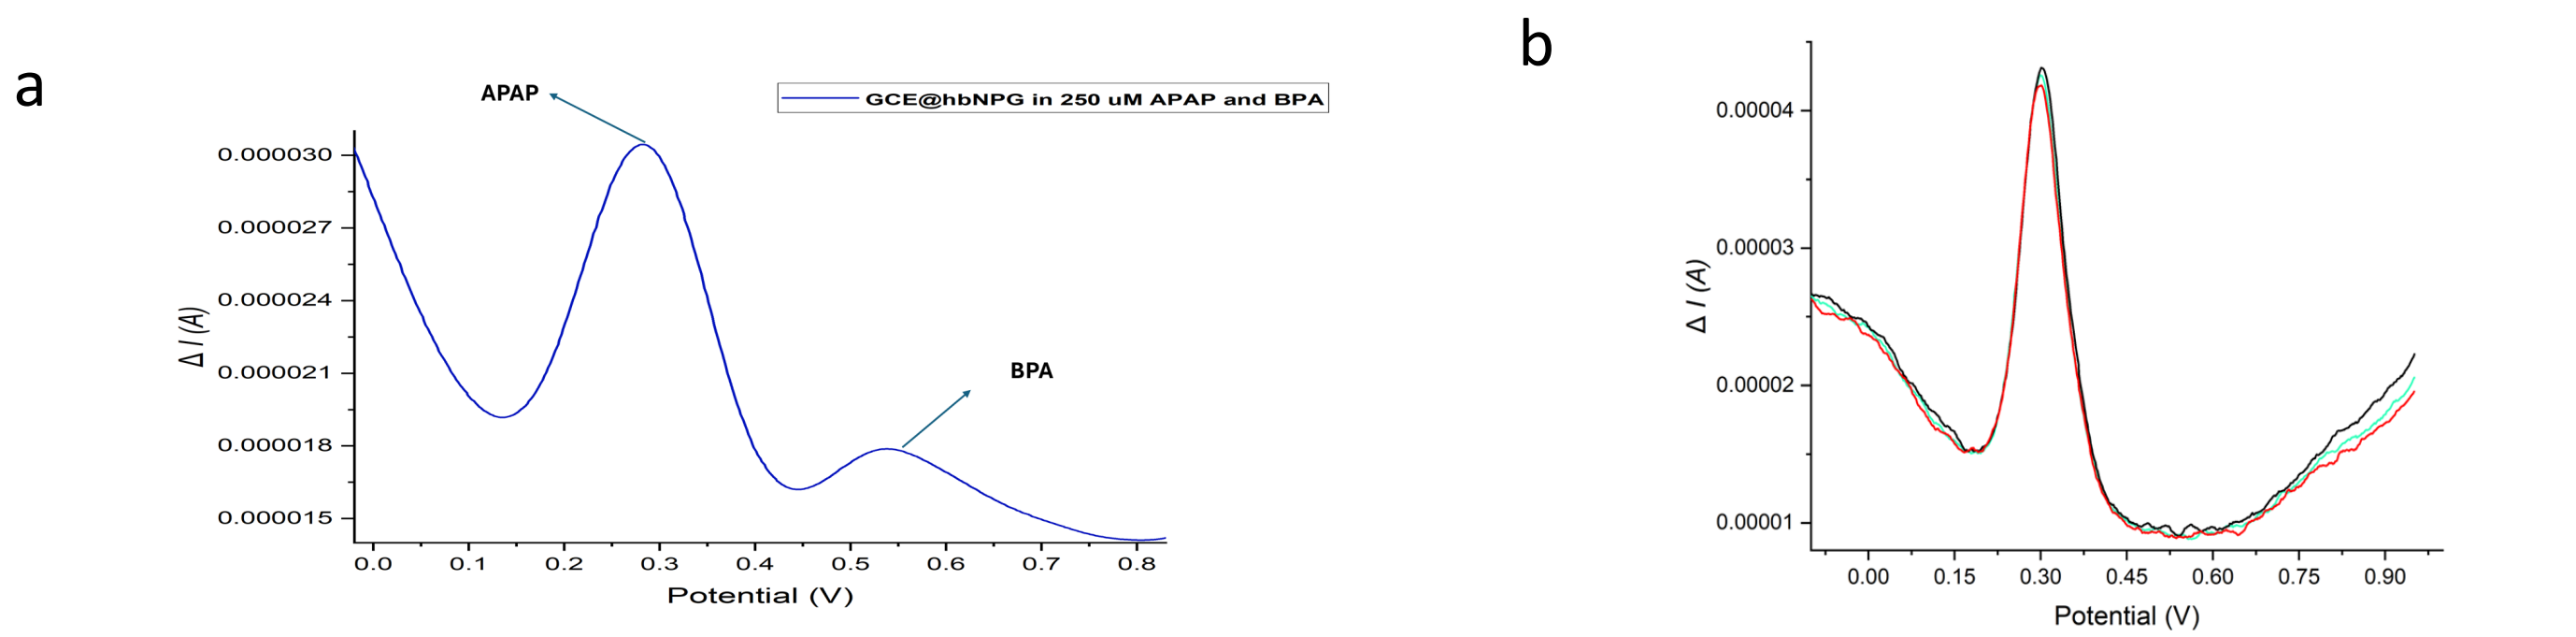 a
APAP
GCE@hbNPG in 250 uM APAP and BPA
0.000030
0.000027
0.000024
0.000021
0.000018
0.000015
Δ I (A)
BPA
0.0 0.1 0.2 0.3 0.4 0.5 0.6 0.7 0.8
Potential (V)
b
0.00004
0.00003
0.00002
0.00001
Δ I (A)
0.00 0.15 0.30 0.45 0.60 0.75 0.90
Potential (V)